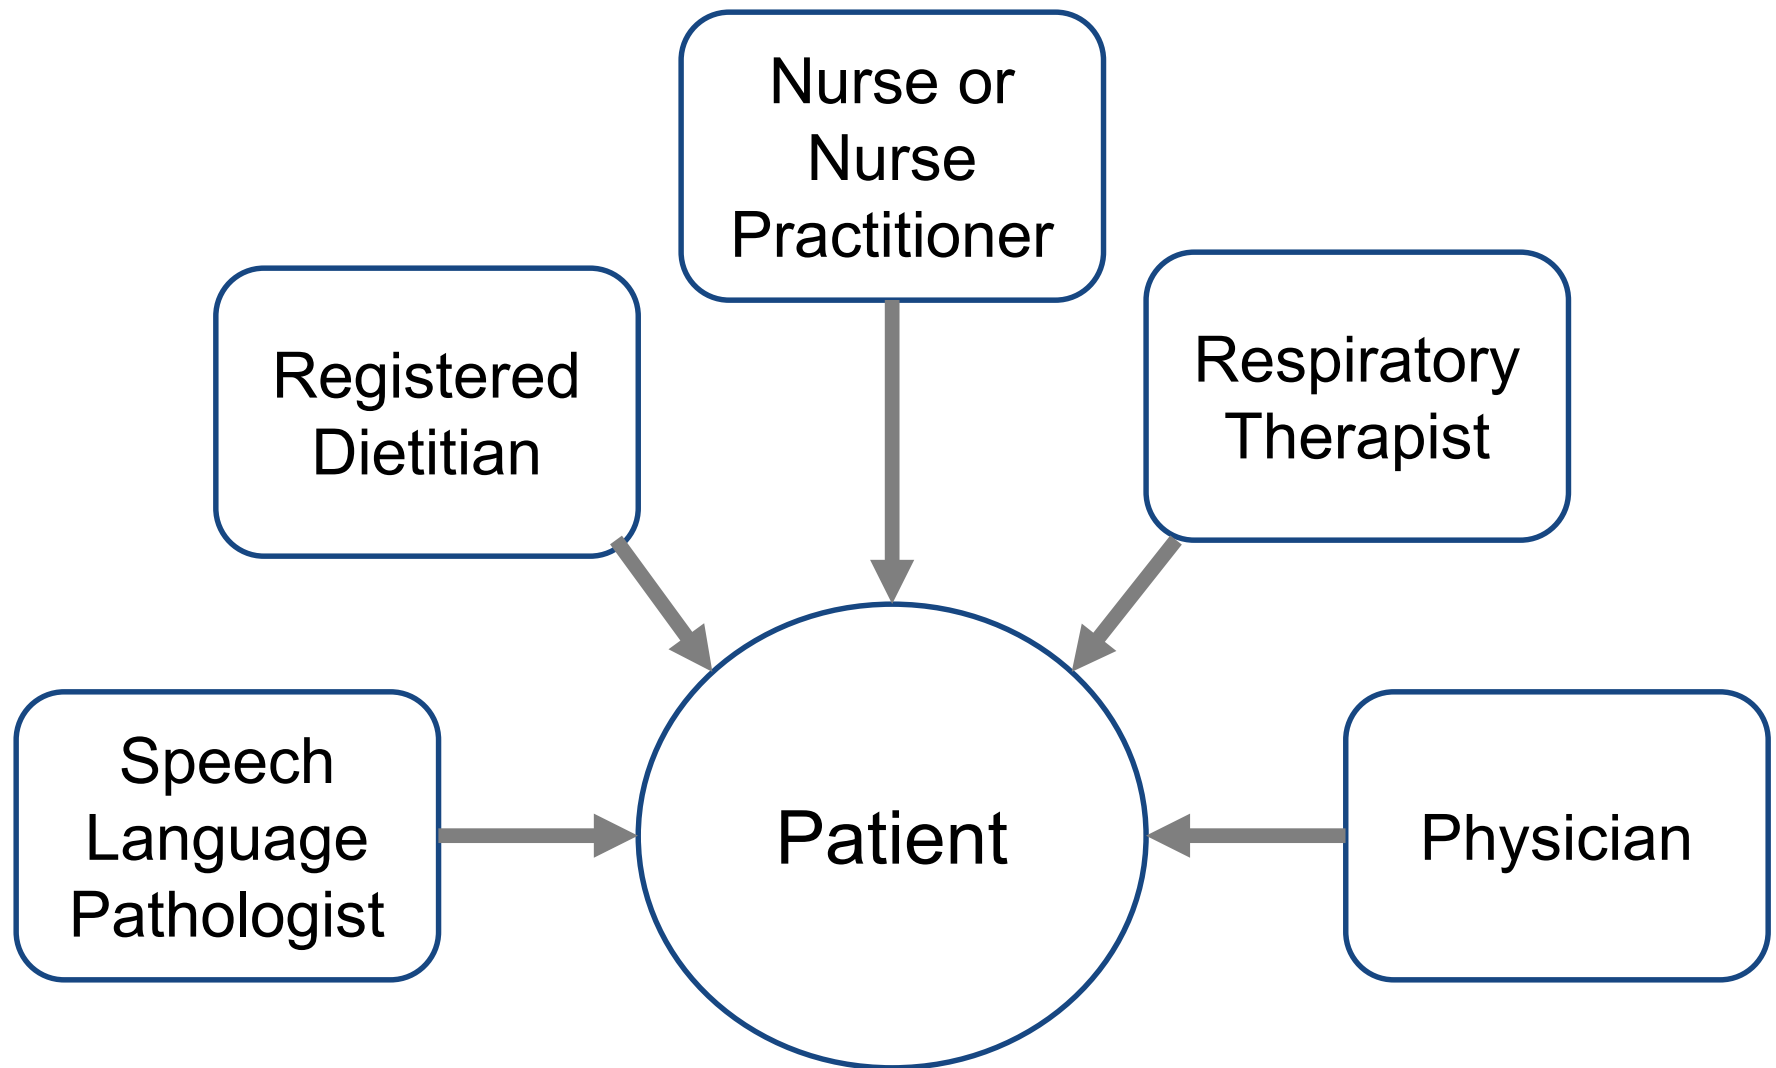 Nurse or
Nurse
Practitioner
Registered
Dietitian
Respiratory
Therapist
Speech
Language
Pathologist
Patient
Physician